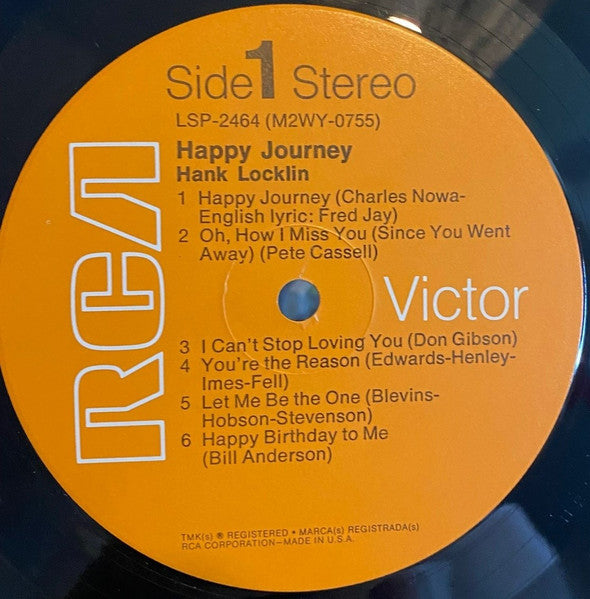 Side 1 Stereo
LSP-2464 (M2WY-0755)
Happy Journey
Hank Locklin
1 Happy Journey (Charles Nowa-
English lyric: Fred Jay)
2 Oh, How I Miss You (Since You Went
Away) (Pete Cassell)
RCA
Victor
3 I Can't Stop Loving You (Don Gibson)
4 You're the Reason (Edwards-Henley-
Imes-Fell)
5 Let Me Be the One (Blevins-
Hobson-Stevenson)
6 Happy Birthday to Me
(Bill Anderson)
TMK(s) ® REGISTERED • MARCA(s) REGISTRADA(s)
RCA CORPORATION—MADE IN U.S.A.